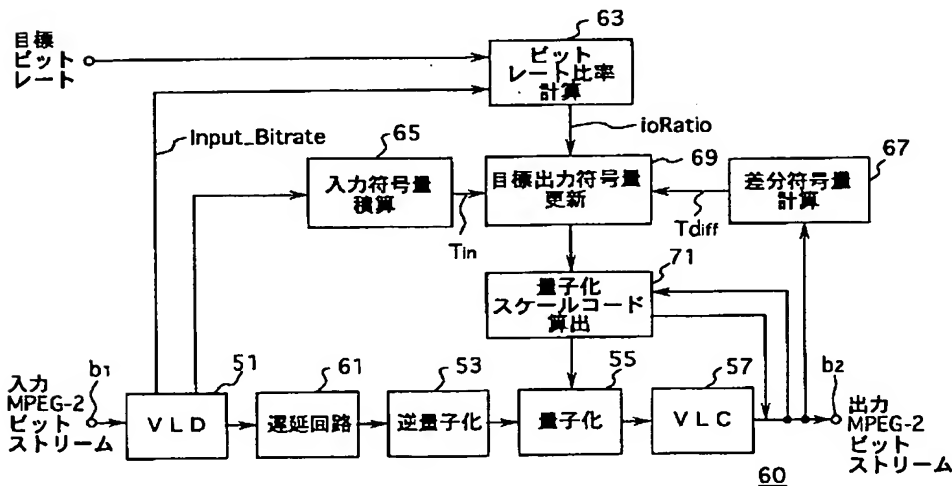 63
目標
ビット
レート
ビット
レート比率
計算
Input_Bitrate
ioRatio
65
69
67
入力符号量
積算
目標出力符号量
更新
差分符号量
計算
Tin
Tdiff
71
量子化
スケールコード
算出
入力
MPEG-2
ビット
ストリーム
b1
51
61
53
55
57
b2
VLD
遅延回路
逆量子化
量子化
VLC
出力
MPEG-2
ビット
ストリーム
60